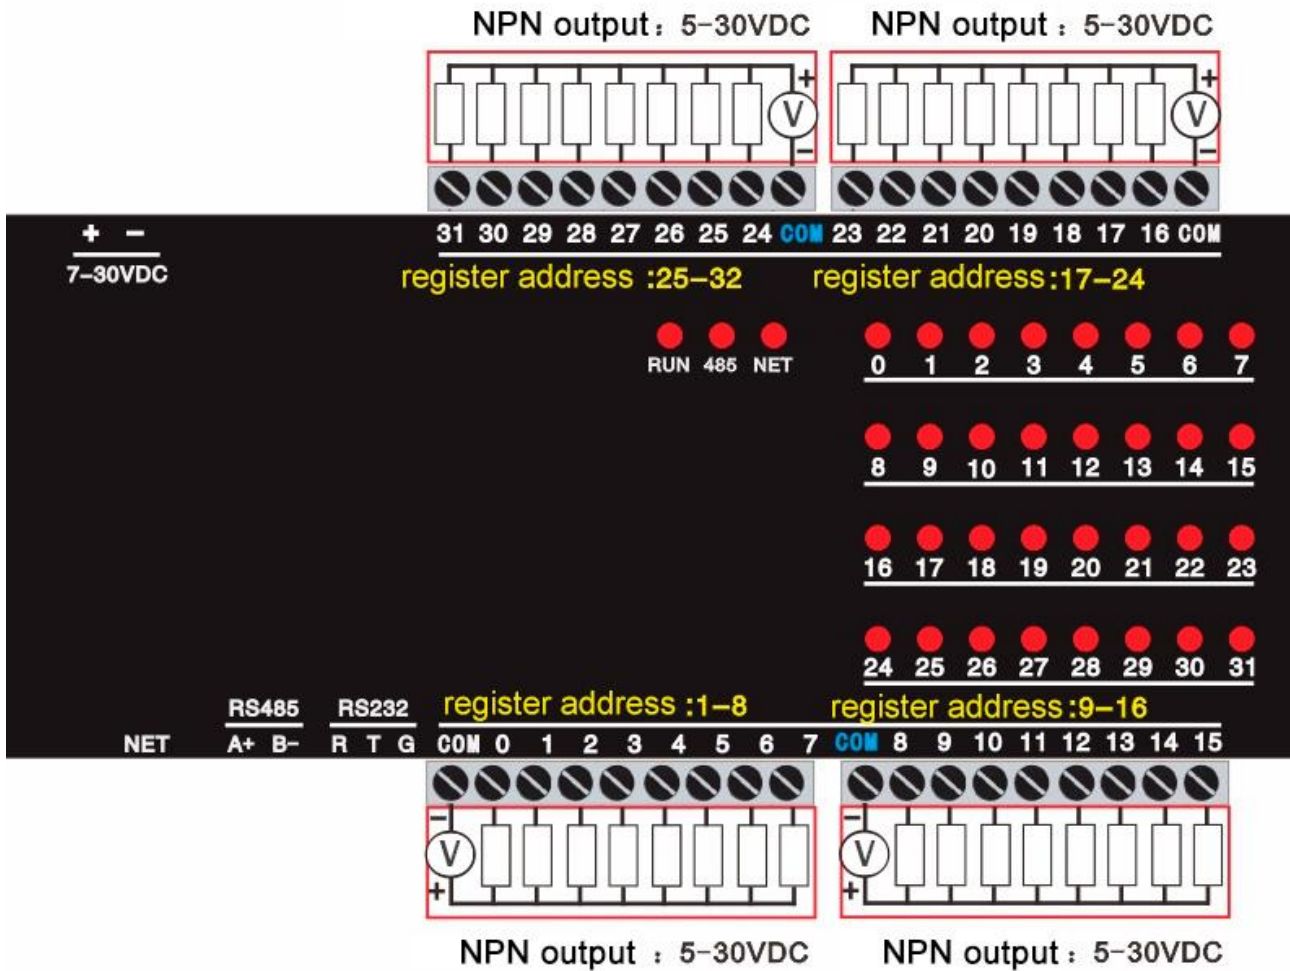 NPN output : 5-30VDC NPN output : 5-30VDC
+ +
V V
- -
+ - 31 30 29 28 27 26 25 24 COM 23 22 21 20 19 18 17 16 COM
7-30VDC register address :25-32 register address:17-24
RUN 485 NET 0 1 2 3 4 5 6 7
8 9 10 11 12 13 14 15
16 17 18 19 20 21 22 23
24 25 26 27 28 29 30 31
RS485 RS232 register address :1-8 register address:9-16
NET A+ B- R T G COM 0 1 2 3 4 5 6 7 COM 8 9 10 11 12 13 14 15
- -
V V
+ +
NPN output : 5-30VDC NPN output : 5-30VDC